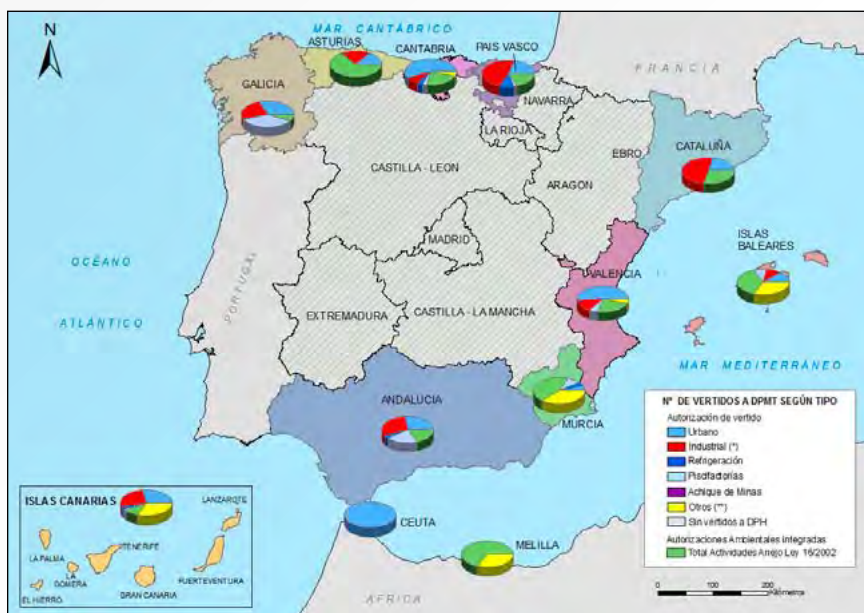 MAR CANTÁBRICO
N
ASTURIAS
CANTABRIA
PAIS VASCO
FRANCIA
GALICIA
NAVARRA
LA RIOJA
EBRO
CATALUÑA
CASTILLA - LEON
ARAGON
ISLAS
BALEARES
MADRID
OCÉANO
VALENCIA
PORTUGAL
EXTREMADURA
CASTILLA - LA MANCHA
ATLÁNTICO
MAR MEDITERRÁNEO
ANDALUCIA
MURCIA
Nº DE VERTIDOS A DPMT SEGÚN TIPO
Autorización de vertido
Urbano
Industrial (*)
Refrigeración
Piscifactorías
Achique de Minas
Otros (**)
Sin vertidos a DPH
Autorizaciones Ambientales Integradas
Total Actividades Anejo Ley 16/2002
ISLAS CANARIAS
LANZAROTE
LA PALMA
TENERIFE
LA
GOMERA
FUERTEVENTURA
EL HIERRO
GRAN CANARIA
CEUTA
MELILLA
AFRICA
0 100 200